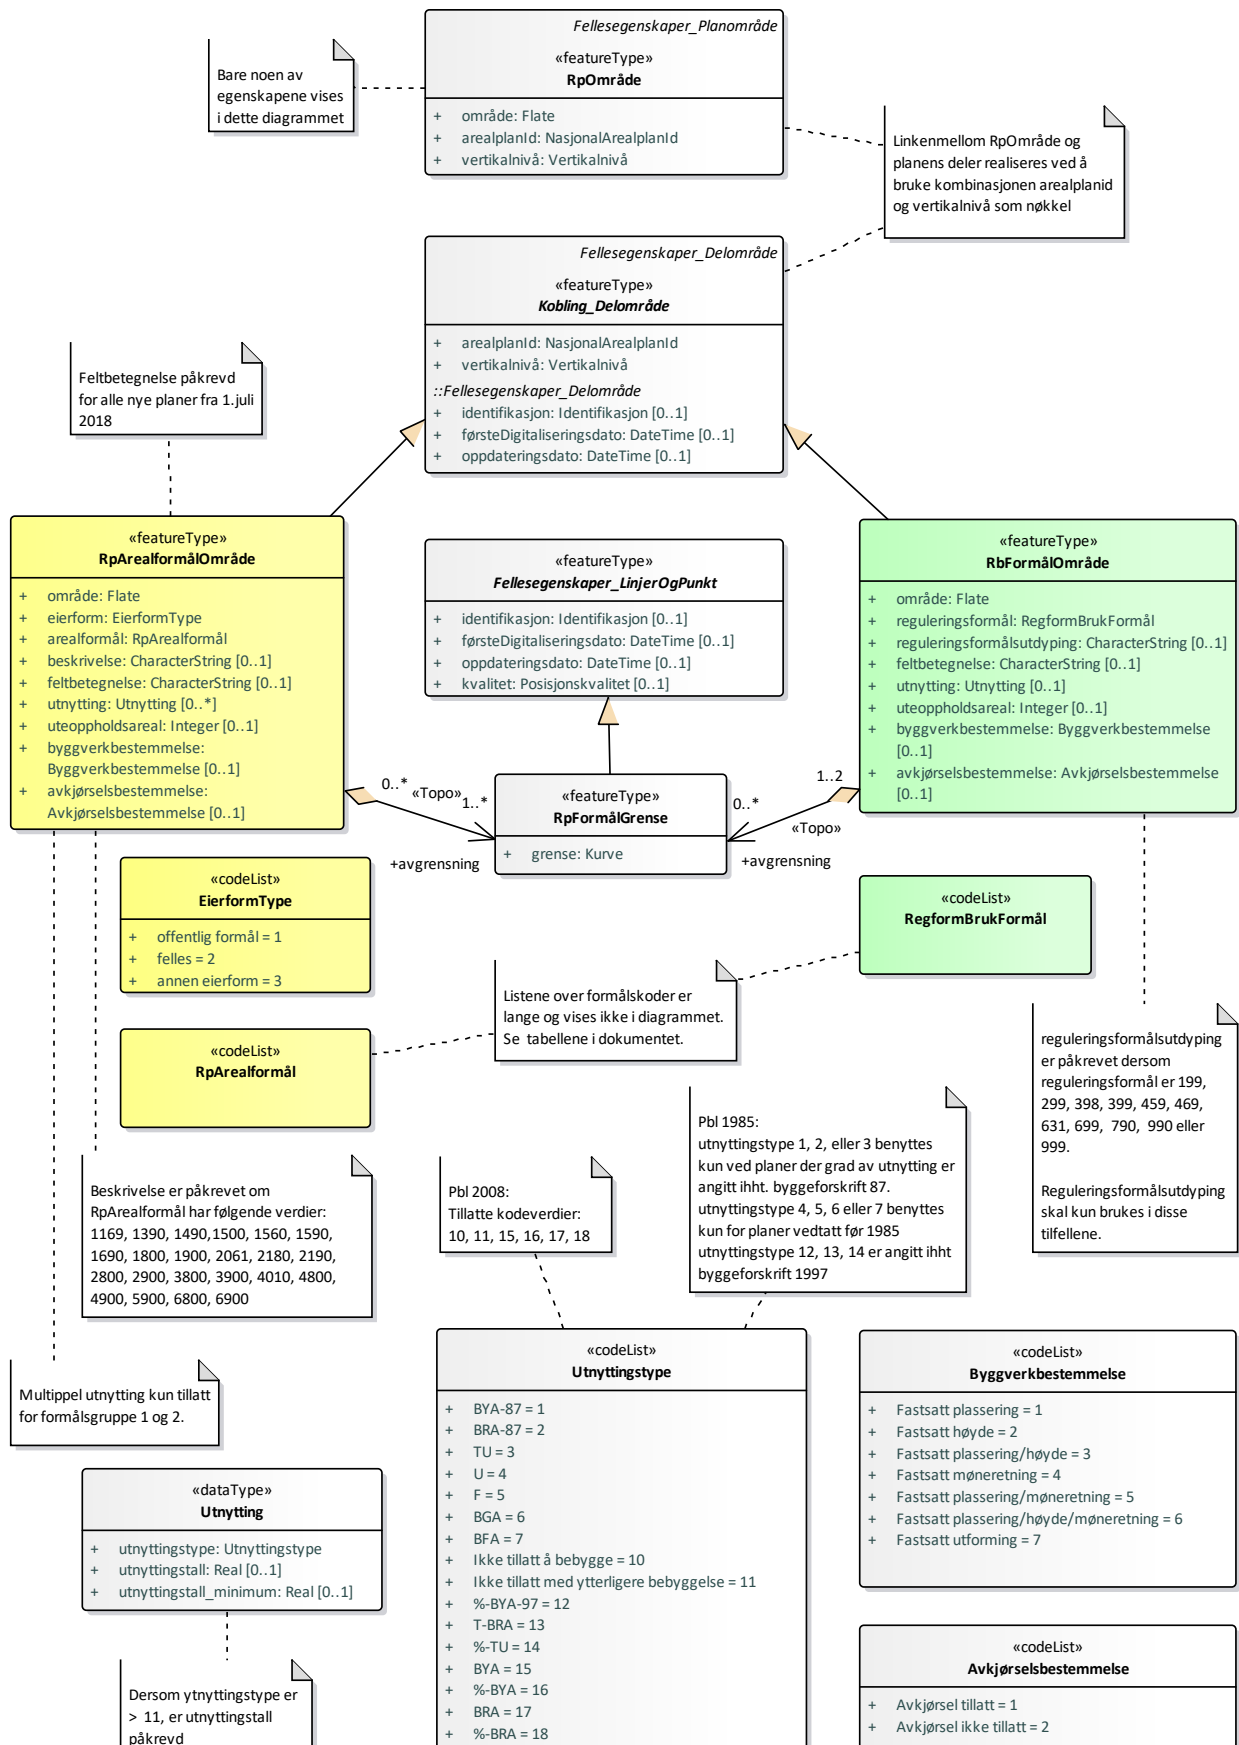 Fellesegenskaper_Planområde
«featureType»
RpOmråde
+ område: Flate
+ arealplanId: NasjonalArealplanId
+ vertikalnivå: Vertikalnivå
Bare noen av
egenskapene vises
i dette diagrammet
Linkenmellom RpOmråde og
planens deler realiseres ved å
bruke kombinasjonen arealplanid
og vertikalnivå som nøkkel
Fellesegenskaper_Delområde
«featureType»
Kobling_Delområde
+ arealplanId: NasjonalArealplanId
+ vertikalnivå: Vertikalnivå
::Fellesegenskaper_Delområde
+ identifikasjon: Identifikasjon [0..1]
+ førsteDigitaliseringsdato: DateTime [0..1]
+ oppdateringsdato: DateTime [0..1]
Feltbetegnelse påkrevd
for alle nye planer fra 1.juli
2018
«featureType»
RpArealformålOmråde
+ område: Flate
+ eierform: EierformType
+ arealformål: RpArealformål
+ beskrivelse: CharacterString [0..1]
+ feltbetegnelse: CharacterString [0..1]
+ utnytting: Utnytting [0..*]
+ uteoppholdsareal: Integer [0..1]
+ byggverkbestemmelse:
Byggverkbestemmelse [0..1]
+ avkjørselsbestemmelse:
Avkjørselsbestemmelse [0..1]
«featureType»
Fellesegenskaper_LinjerOgPunkt
+ identifikasjon: Identifikasjon [0..1]
+ førsteDigitaliseringsdato: DateTime [0..1]
+ oppdateringsdato: DateTime [0..1]
+ kvalitet: Posisjonskvalitet [0..1]
«featureType»
RbFormålOmråde
+ område: Flate
+ reguleringsformål: RegformBrukFormål
+ reguleringsformålsutdyping: CharacterString [0..1]
+ feltbetegnelse: CharacterString [0..1]
+ utnytting: Utnytting [0..1]
+ uteoppholdsareal: Integer [0..1]
+ byggverkbestemmelse: Byggverkbestemmelse
[0..1]
+ avkjørselsbestemmelse: Avkjørselsbestemmelse
[0..1]
0..*
«Topo»
1..*
+avgrensning
«featureType»
RpFormålGrense
+ grense: Kurve
1..2
0..*
«Topo»
+avgrensning
«codeList»
EierformType
+ offentlig formål = 1
+ felles = 2
+ annen eierform = 3
«codeList»
RegformBrukFormål
Listene over formålskoder er
lange og vises ikke i diagrammet.
Se tabellene i dokumentet.
«codeList»
RpArealformål
reguleringsformålsutdyping
er påkrevet dersom
reguleringsformål er 199,
299, 398, 399, 459, 469,
631, 699, 790, 990 eller
999.
Reguleringsformålsutdyping
skal kun brukes i disse
tilfellene.
Beskrivelse er påkrevet om
RpArealformål har følgende verdier:
1169, 1390, 1490,1500, 1560, 1590,
1690, 1800, 1900, 2061, 2180, 2190,
2800, 2900, 3800, 3900, 4010, 4800,
4900, 5900, 6800, 6900
Pbl 2008:
Tillatte kodeverdier:
10, 11, 15, 16, 17, 18
Pbl 1985:
utnyttingstype 1, 2, eller 3 benyttes
kun ved planer der grad av utnytting er
angitt ihht. byggeforskrift 87.
utnyttingstype 4, 5, 6 eller 7 benyttes
kun for planer vedtatt før 1985
utnyttingstype 12, 13, 14 er angitt ihht
byggeforskrift 1997
Multippel utnytting kun tillatt
for formålsgruppe 1 og 2.
«codeList»
Utnyttingstype
+ BYA-87 = 1
+ BRA-87 = 2
+ TU = 3
+ U = 4
+ F = 5
+ BGA = 6
+ BFA = 7
+ Ikke tillatt å bebygge = 10
+ Ikke tillatt med ytterligere bebyggelse = 11
+ %-BYA-97 = 12
+ T-BRA = 13
+ %-TU = 14
+ BYA = 15
+ %-BYA = 16
+ BRA = 17
+ %-BRA = 18
«codeList»
Byggverkbestemmelse
+ Fastsatt plassering = 1
+ Fastsatt høyde = 2
+ Fastsatt plassering/høyde = 3
+ Fastsatt møneretning = 4
+ Fastsatt plassering/møneretning = 5
+ Fastsatt plassering/høyde/møneretning = 6
+ Fastsatt utforming = 7
«dataType»
Utnytting
+ utnyttingstype: Utnyttingstype
+ utnyttingstall: Real [0..1]
+ utnyttingstall_minimum: Real [0..1]
Dersom ytnyttingstype er
> 11, er utnyttingstall
påkrevd
«codeList»
Avkjørselsbestemmelse
+ Avkjørsel tillatt = 1
+ Avkjørsel ikke tillatt = 2